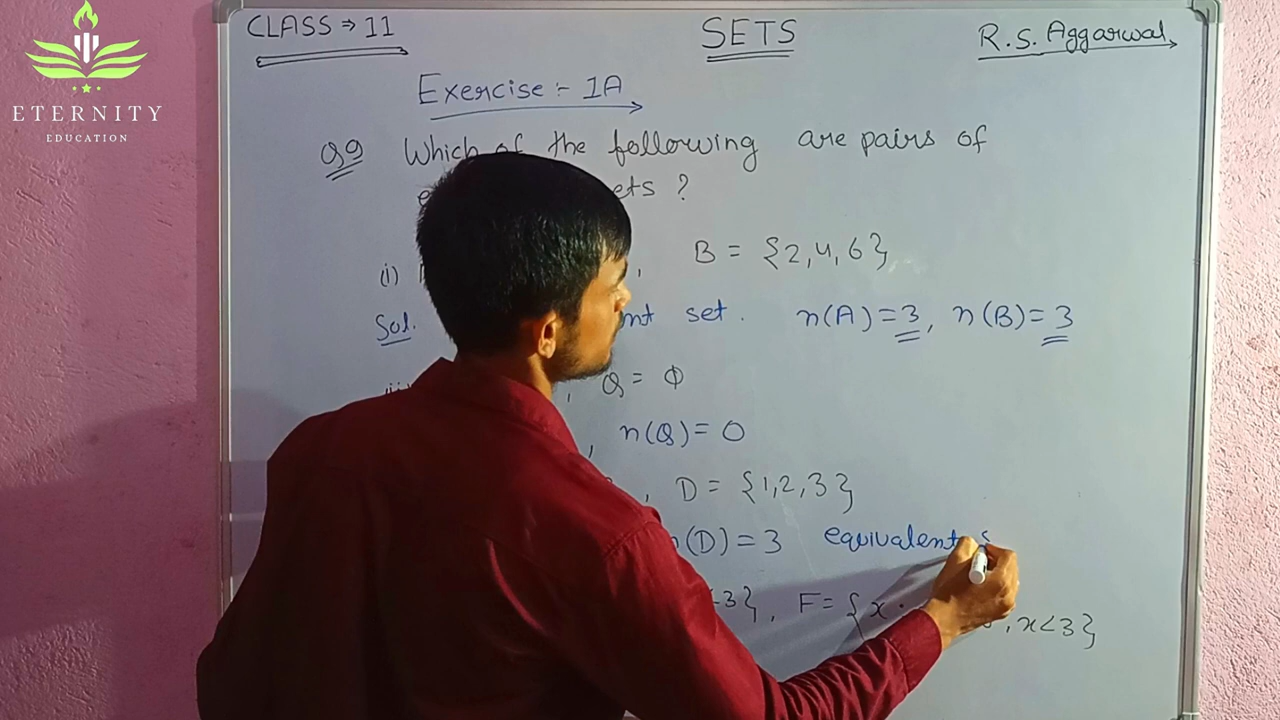 ETERNITY
EDUCATION
CLASS ⇒ 11
SETS
R.S. Aggarwal
Exercise :- 1A
Q9 Which of the following are pairs of
ets ?
(i) , B = {2,4,6}
Sol. nt set. n(A) = 3, n(B) = 3
, Q = Φ
, n(Q) = 0
, D = {1,2,3}
n(D) = 3 equivalent s
<3}, F = {x , x<3}